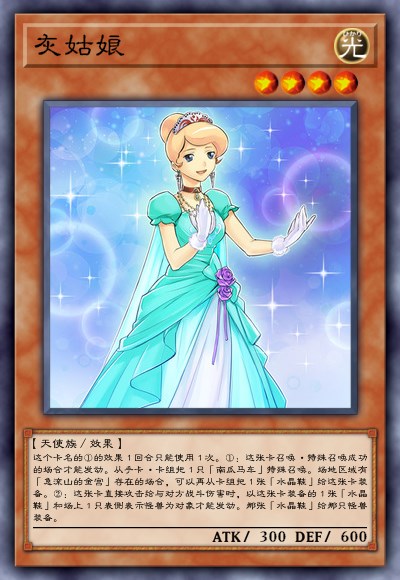 灰姑娘
ひかり
光
【天使族/效果】
这个卡名的①的效果1回合只能使用1次。①：这张卡召唤·特殊召唤成功
的场合才能发动。从手卡·卡组把1只「南瓜马车」特殊召唤。场地区域有
「急凉山的金宫」存在的场合，可以再从卡组把1张「水晶鞋」给这张卡装
备。②：这张卡直接攻击给与对方战斗伤害时，以这张卡装备的1张「水晶
鞋」和场上1只表侧表示怪兽为对象才能发动。那张「水晶鞋」给那只怪兽
装备。
ATK/ 300 DEF/ 600